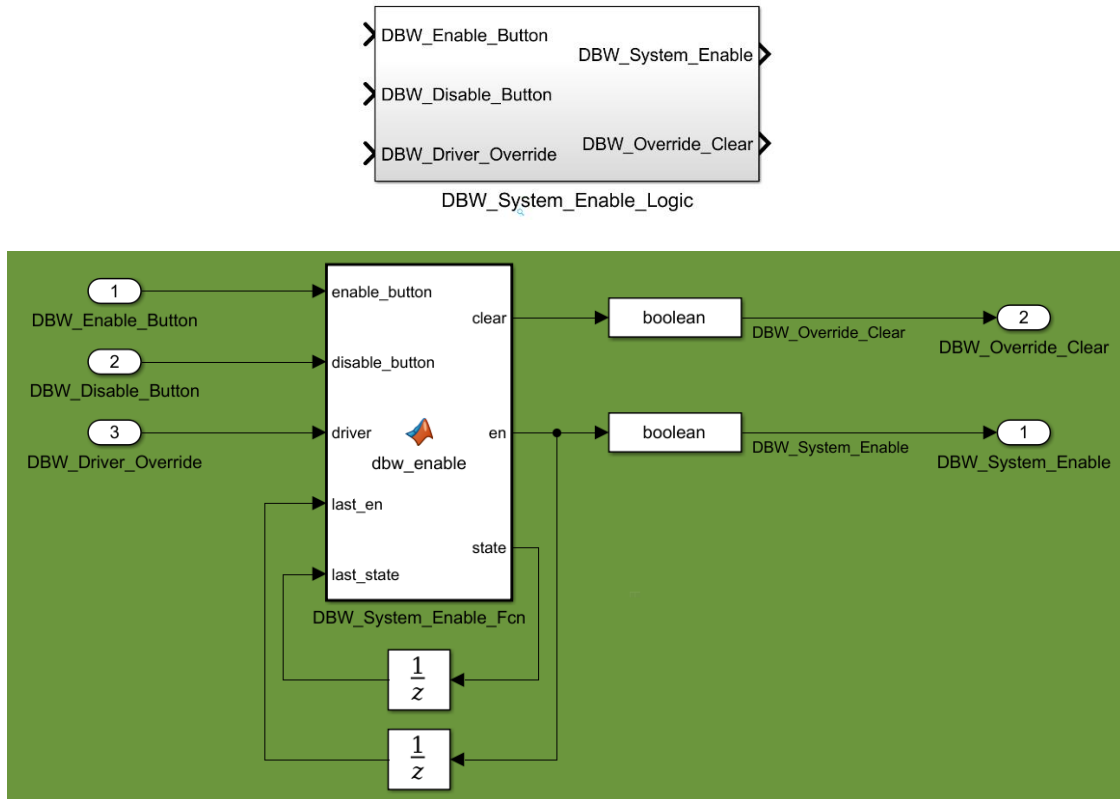 DBW_Enable_Button
DBW_System_Enable
DBW_Disable_Button
DBW_Override_Clear
DBW_Driver_Override
DBW_System_Enable_Logic
1
DBW_Enable_Button
enable_button
clear
boolean
DBW_Override_Clear
2
DBW_Override_Clear
2
DBW_Disable_Button
disable_button
3
DBW_Driver_Override
driver
dbw_enable
en
boolean
DBW_System_Enable
1
DBW_System_Enable
last_en
state
last_state
DBW_System_Enable_Fcn
1
z
1
z